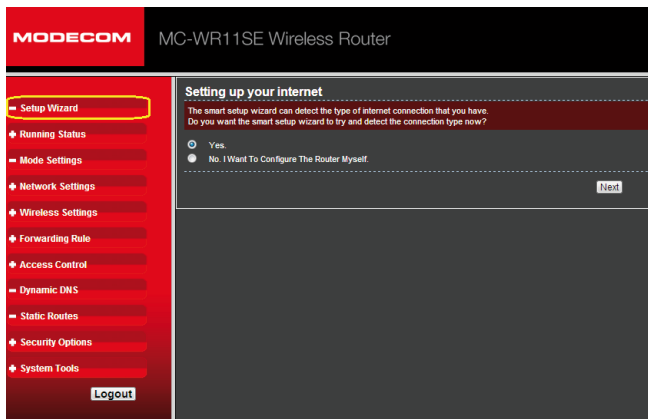 MODECOM
MC-WR11SE Wireless Router
Setup Wizard
Running Status
Mode Settings
Network Settings
Wireless Settings
Forwarding Rule
Access Control
Dynamic DNS
Static Routes
Security Options
System Tools
Logout
Setting up your internet
The smart setup wizard can detect the type of internet connection that you have.
Do you want the smart setup wizard to try and detect the connection type now?
Yes.
No. I Want To Configure The Router Myself.
Next